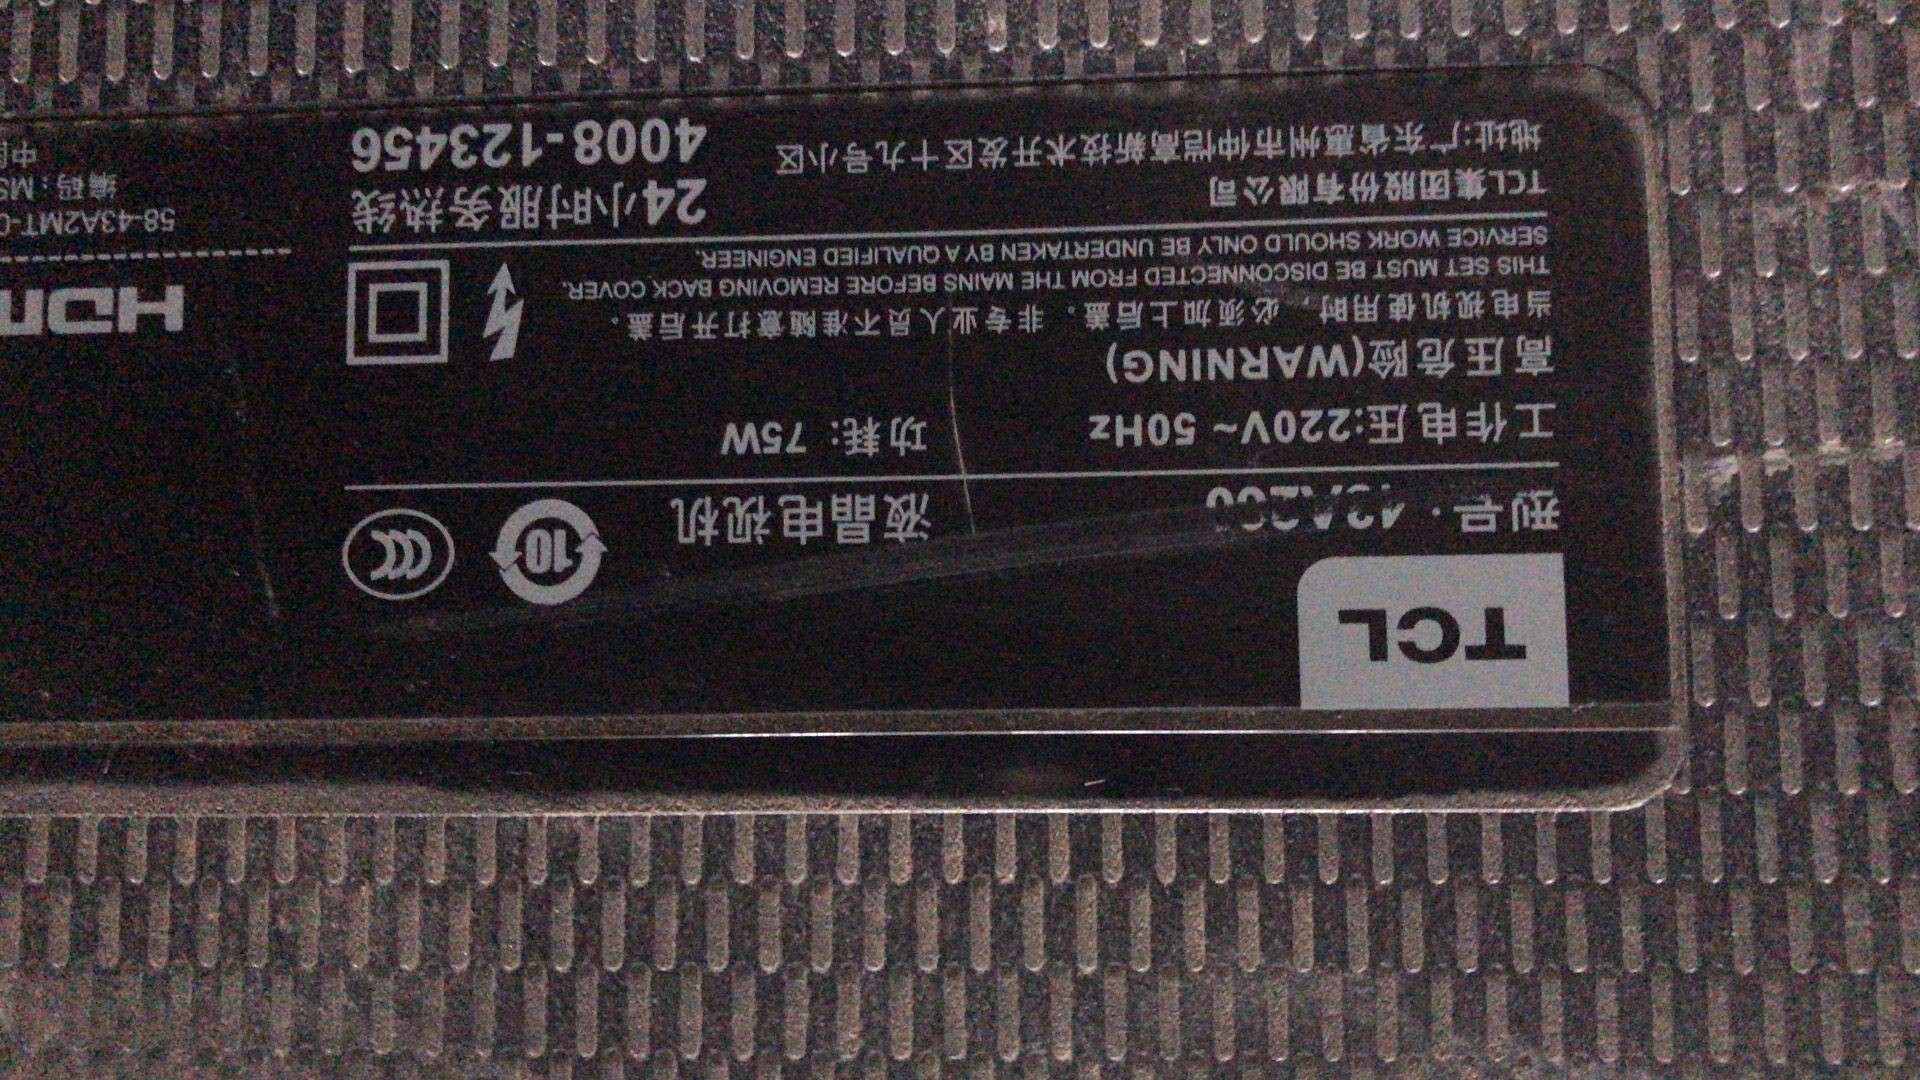 TCL
型号:
液晶电视机
10
CCC
工作电压:220V~ 50Hz
功耗: 75W
高压危险(WARNING)
当电视机使用时, 必须加上后盖。非专业人员不准随意打开后盖。
THIS SET MUST BE DISCONNECTED FROM THE MAINS BEFORE REMOVING BACK COVER.
SERVICE WORK SHOULD ONLY BE UNDERTAKEN BY A QUALIFIED ENGINEER.
TCL集团股份有限公司
地址:广东省惠州市仲恺高新技术开发区十九号小区
24小时服务热线
4008-123456
58-43A2MT-0
编码: MS